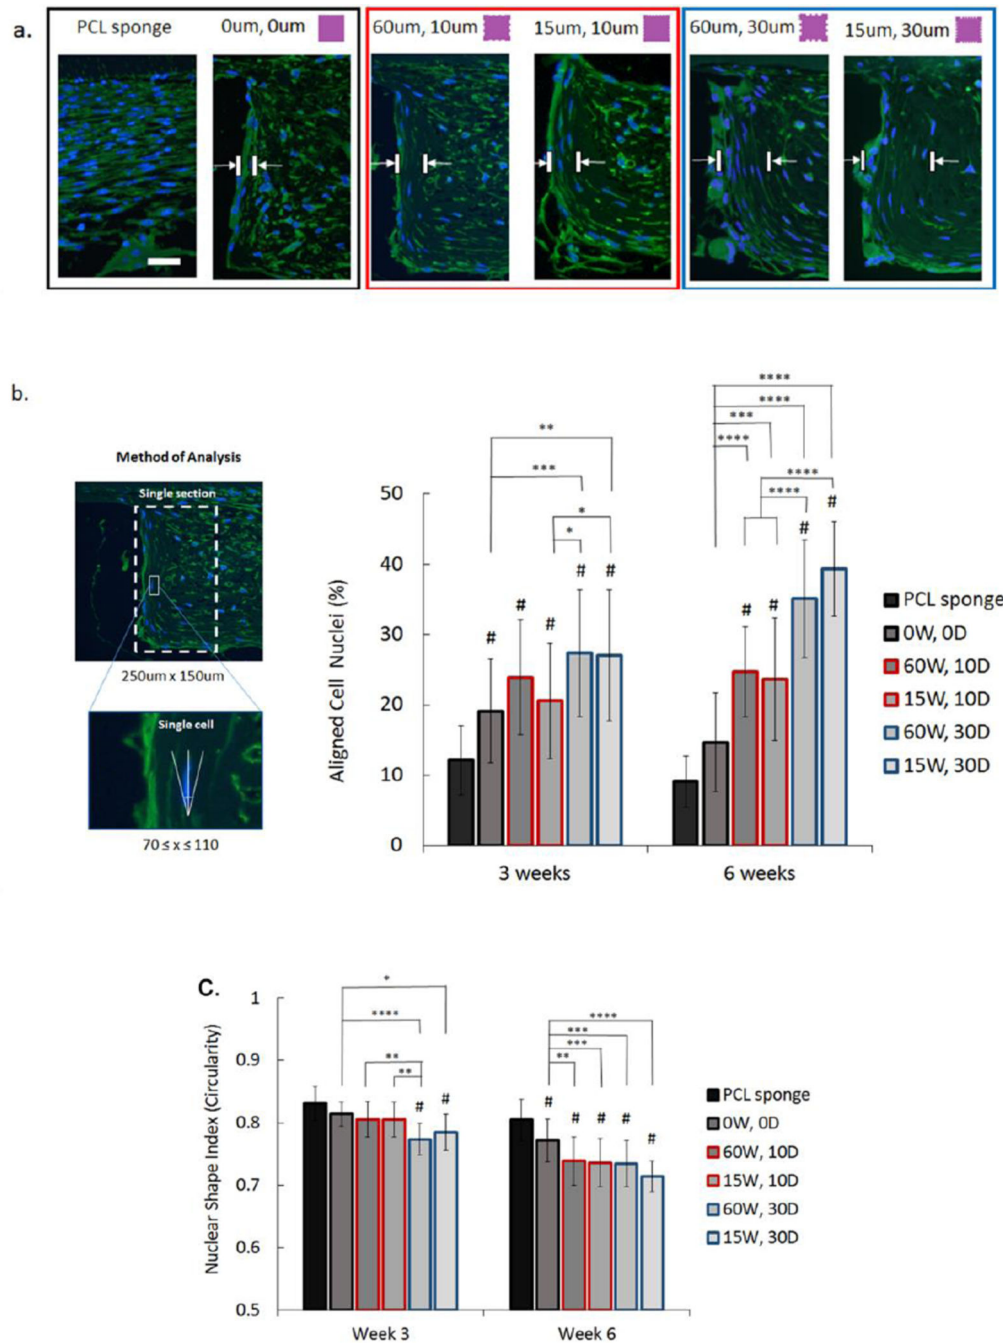 a.
PCL sponge
0um, 0um
60um, 10um
15um, 10um
60um, 30um
15um, 30um
b.
Method of Analysis
Single section
250um x 150um
Single cell
70 ≤ x ≤ 110
Aligned Cell Nuclei (%)
50
40
30
20
10
0
**
***
*
*
#
#
#
#
#
****
****
***
****
****
****
#
#
#
#
3 weeks
6 weeks
PCL sponge
0W, 0D
60W, 10D
15W, 10D
60W, 30D
15W, 30D
C.
Nuclear Shape Index (Circularity)
1
0.9
0.8
0.7
0.6
0.5
*
****
**
**
#
#
****
***
***
**
#
#
#
#
#
Week 3
Week 6
PCL sponge
0W, 0D
60W, 10D
15W, 10D
60W, 30D
15W, 30D